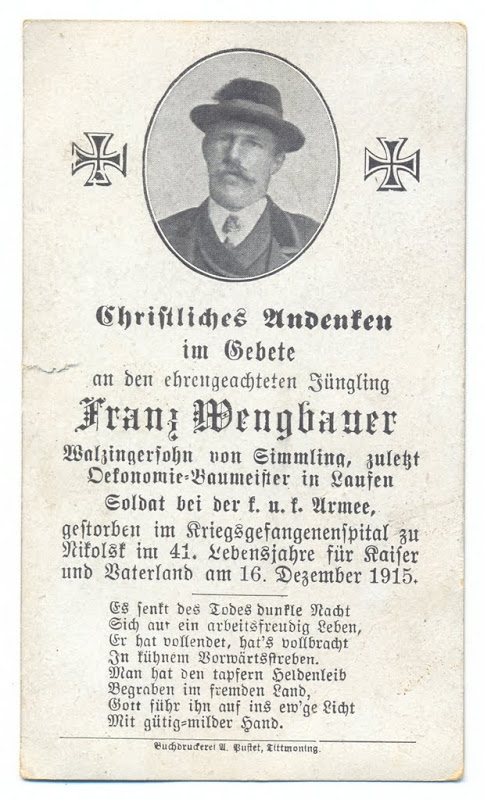 Christliches Andenken
im Gebete
an den ehrengeachteten Jüngling
Franz Wengbauer
Walzingersohn von Simmling, zuletzt
Oekonomie-Baumeister in Laufen
Soldat bei der k. u. k. Armee,
gestorben im Kriegsgefangenenspital zu
Nikolsk im 41. Lebensjahre für Kaiser
und Vaterland am 16. Dezember 1915.
Es senkt des Todes dunkle Nacht
Sich auf ein arbeitsfreudig Leben,
Er hat vollendet, hat's vollbracht
In kühnem Vorwärtsstreben.
Man hat den tapfern Heldenleib
Begraben im fremden Land,
Gott führ ihn auf ins ew'ge Licht
Mit gütig-milder Hand.
Buchdruckerei A. Pustet, Tittmoning.